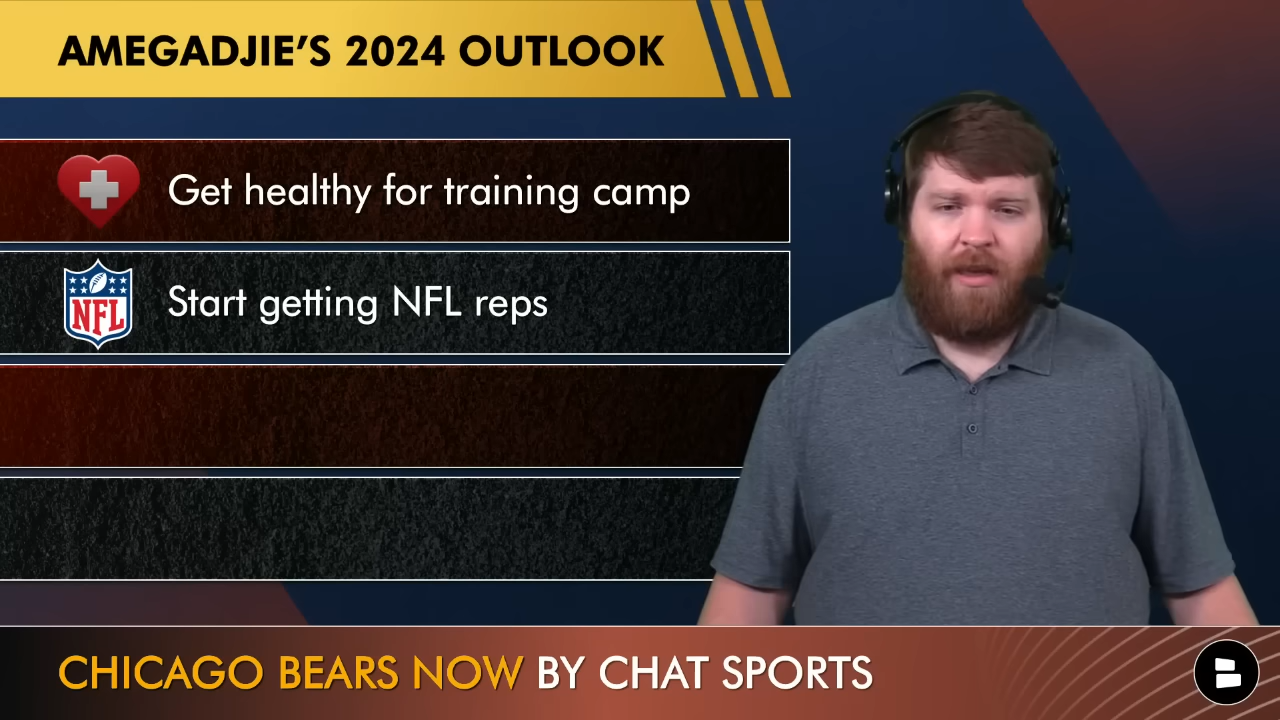 AMEGADJIE’S 2024 OUTLOOK
Get healthy for training camp
NFL
Start getting NFL reps
CHICAGO BEARS NOW BY CHAT SPORTS